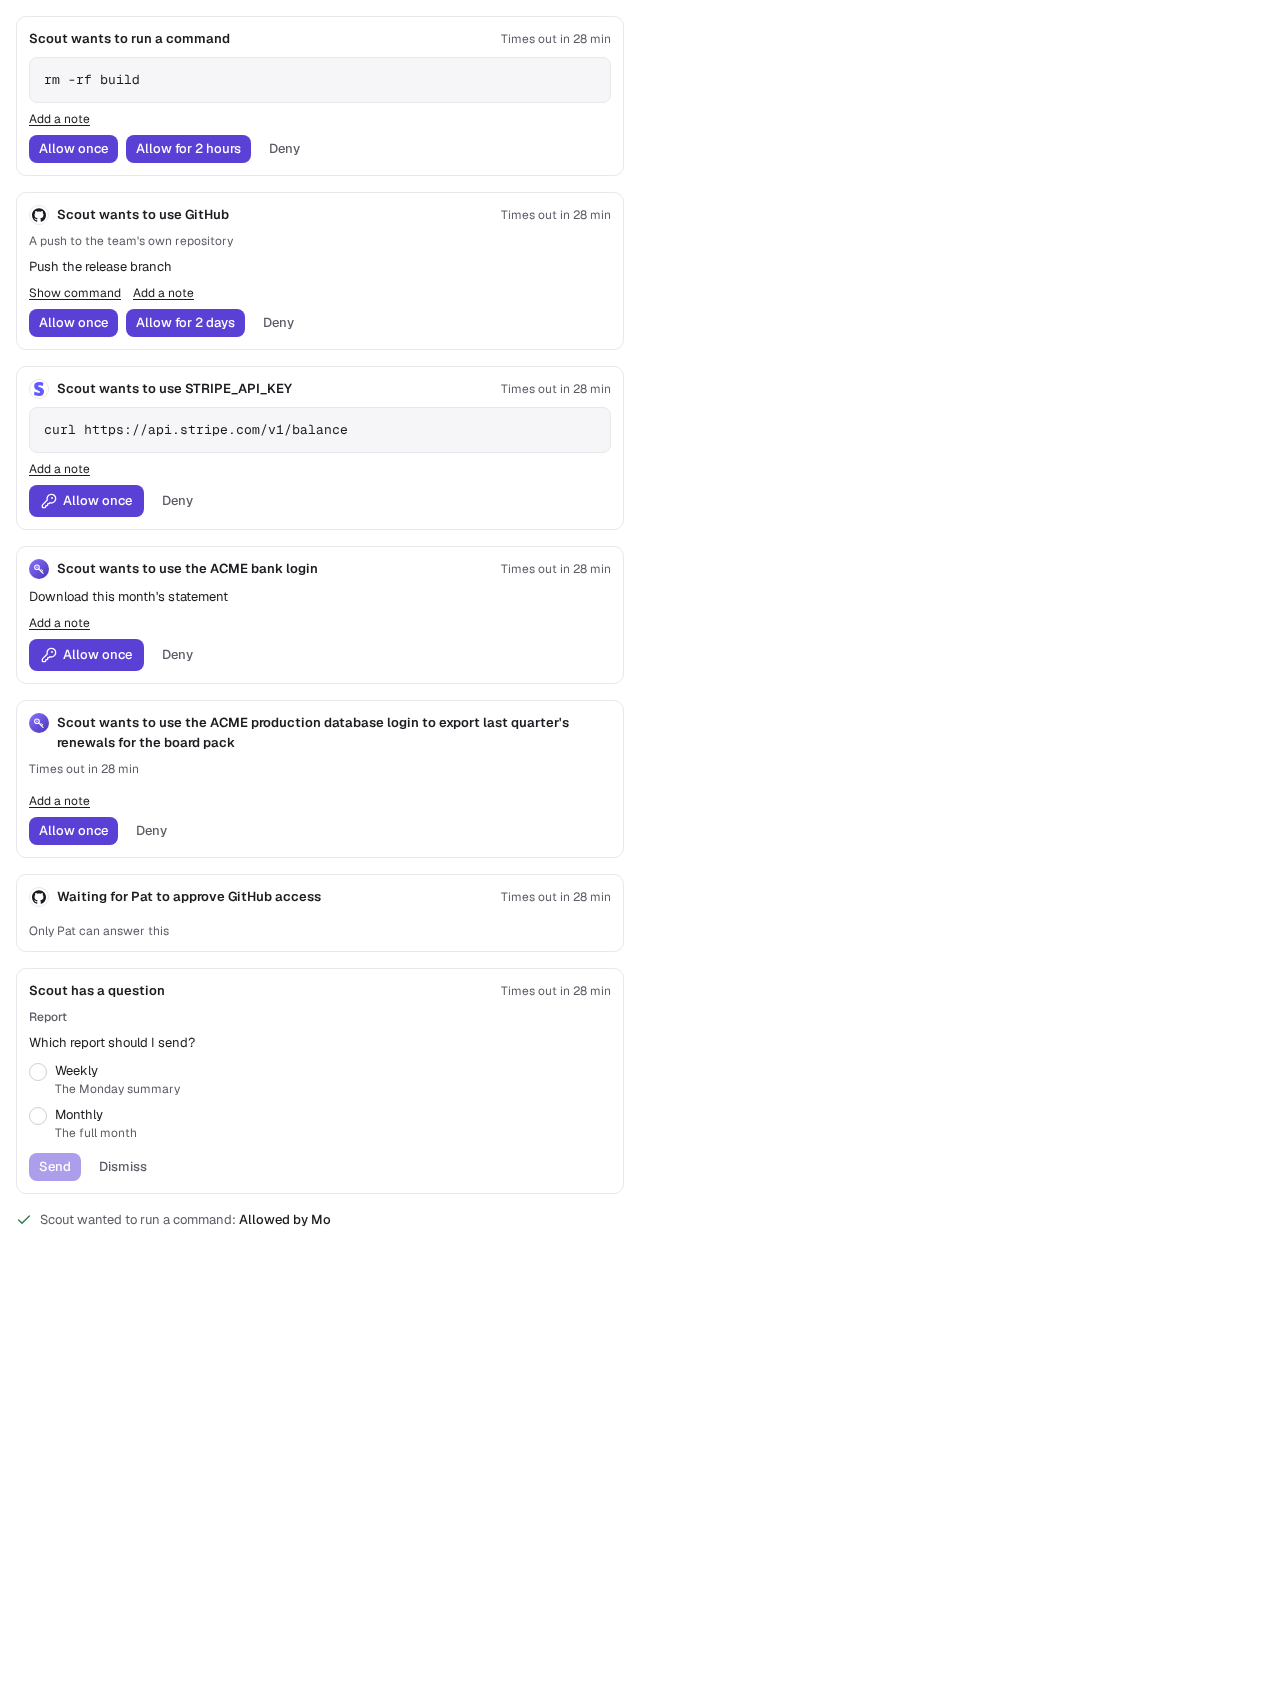 Scout wants to run a command
Times out in 28 min
rm -rf build
Add a note
Allow once
Allow for 2 hours
Deny
Scout wants to use GitHub
Times out in 28 min
A push to the team's own repository
Push the release branch
Show command
Add a note
Allow once
Allow for 2 days
Deny
Scout wants to use STRIPE_API_KEY
Times out in 28 min
curl https://api.stripe.com/v1/balance
Add a note
Allow once
Deny
Scout wants to use the ACME bank login
Times out in 28 min
Download this month's statement
Add a note
Allow once
Deny
Scout wants to use the ACME production database login to export last quarter's
renewals for the board pack
Times out in 28 min
Add a note
Allow once
Deny
Waiting for Pat to approve GitHub access
Times out in 28 min
Only Pat can answer this
Scout has a question
Times out in 28 min
Report
Which report should I send?
Weekly
The Monday summary
Monthly
The full month
Send
Dismiss
Scout wanted to run a command: Allowed by Mo